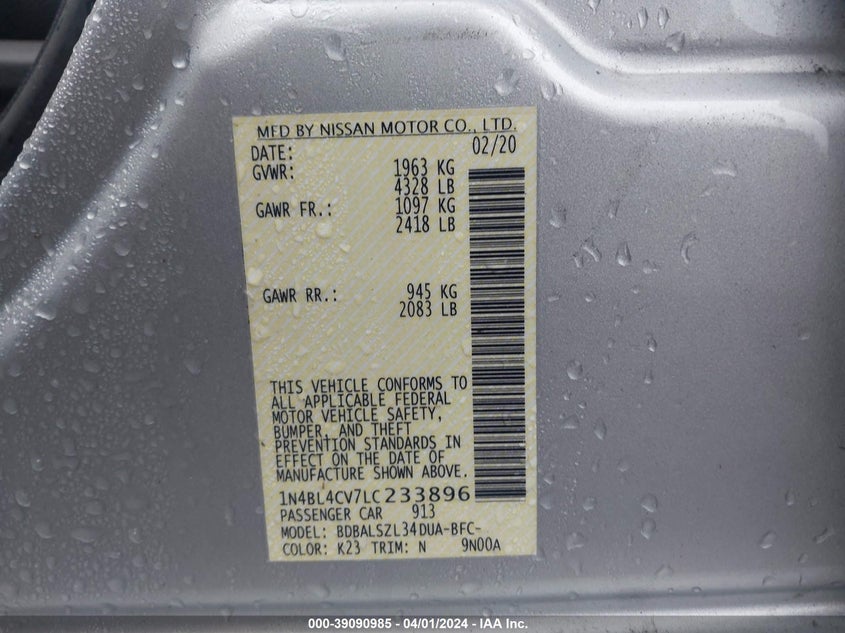 MFD BY NISSAN MOTOR CO., LTD.
DATE: 02/20
GVWR: 1963 KG
4328 LB
GAWR FR.: 1097 KG
2418 LB
GAWR RR.: 945 KG
2083 LB
THIS VEHICLE CONFORMS TO
ALL APPLICABLE FEDERAL
MOTOR VEHICLE SAFETY,
BUMPER, AND THEFT
PREVENTION STANDARDS IN
EFFECT ON THE DATE OF
MANUFACTURE SHOWN ABOVE.
1N4BL4CV7LC233896
PASSENGER CAR 913
MODEL: BDBALSZL34DUA-BFC-
COLOR: K23 TRIM: N 9N00A
000-39090985 - 04/01/2024 - IAA Inc.